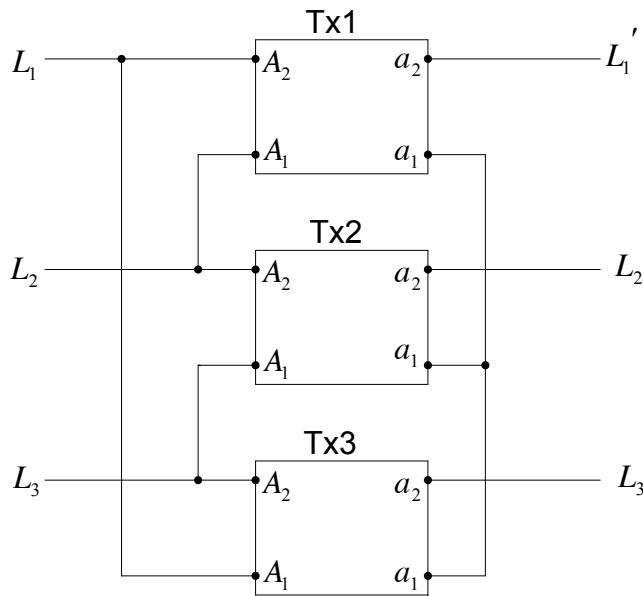 Tx1
L₁ A₂ a₂ L₁'
A₁ a₁
Tx2
L₂ A₂ a₂ L₂
A₁ a₁
Tx3
L₃ A₂ a₂ L₃
A₁ a₁